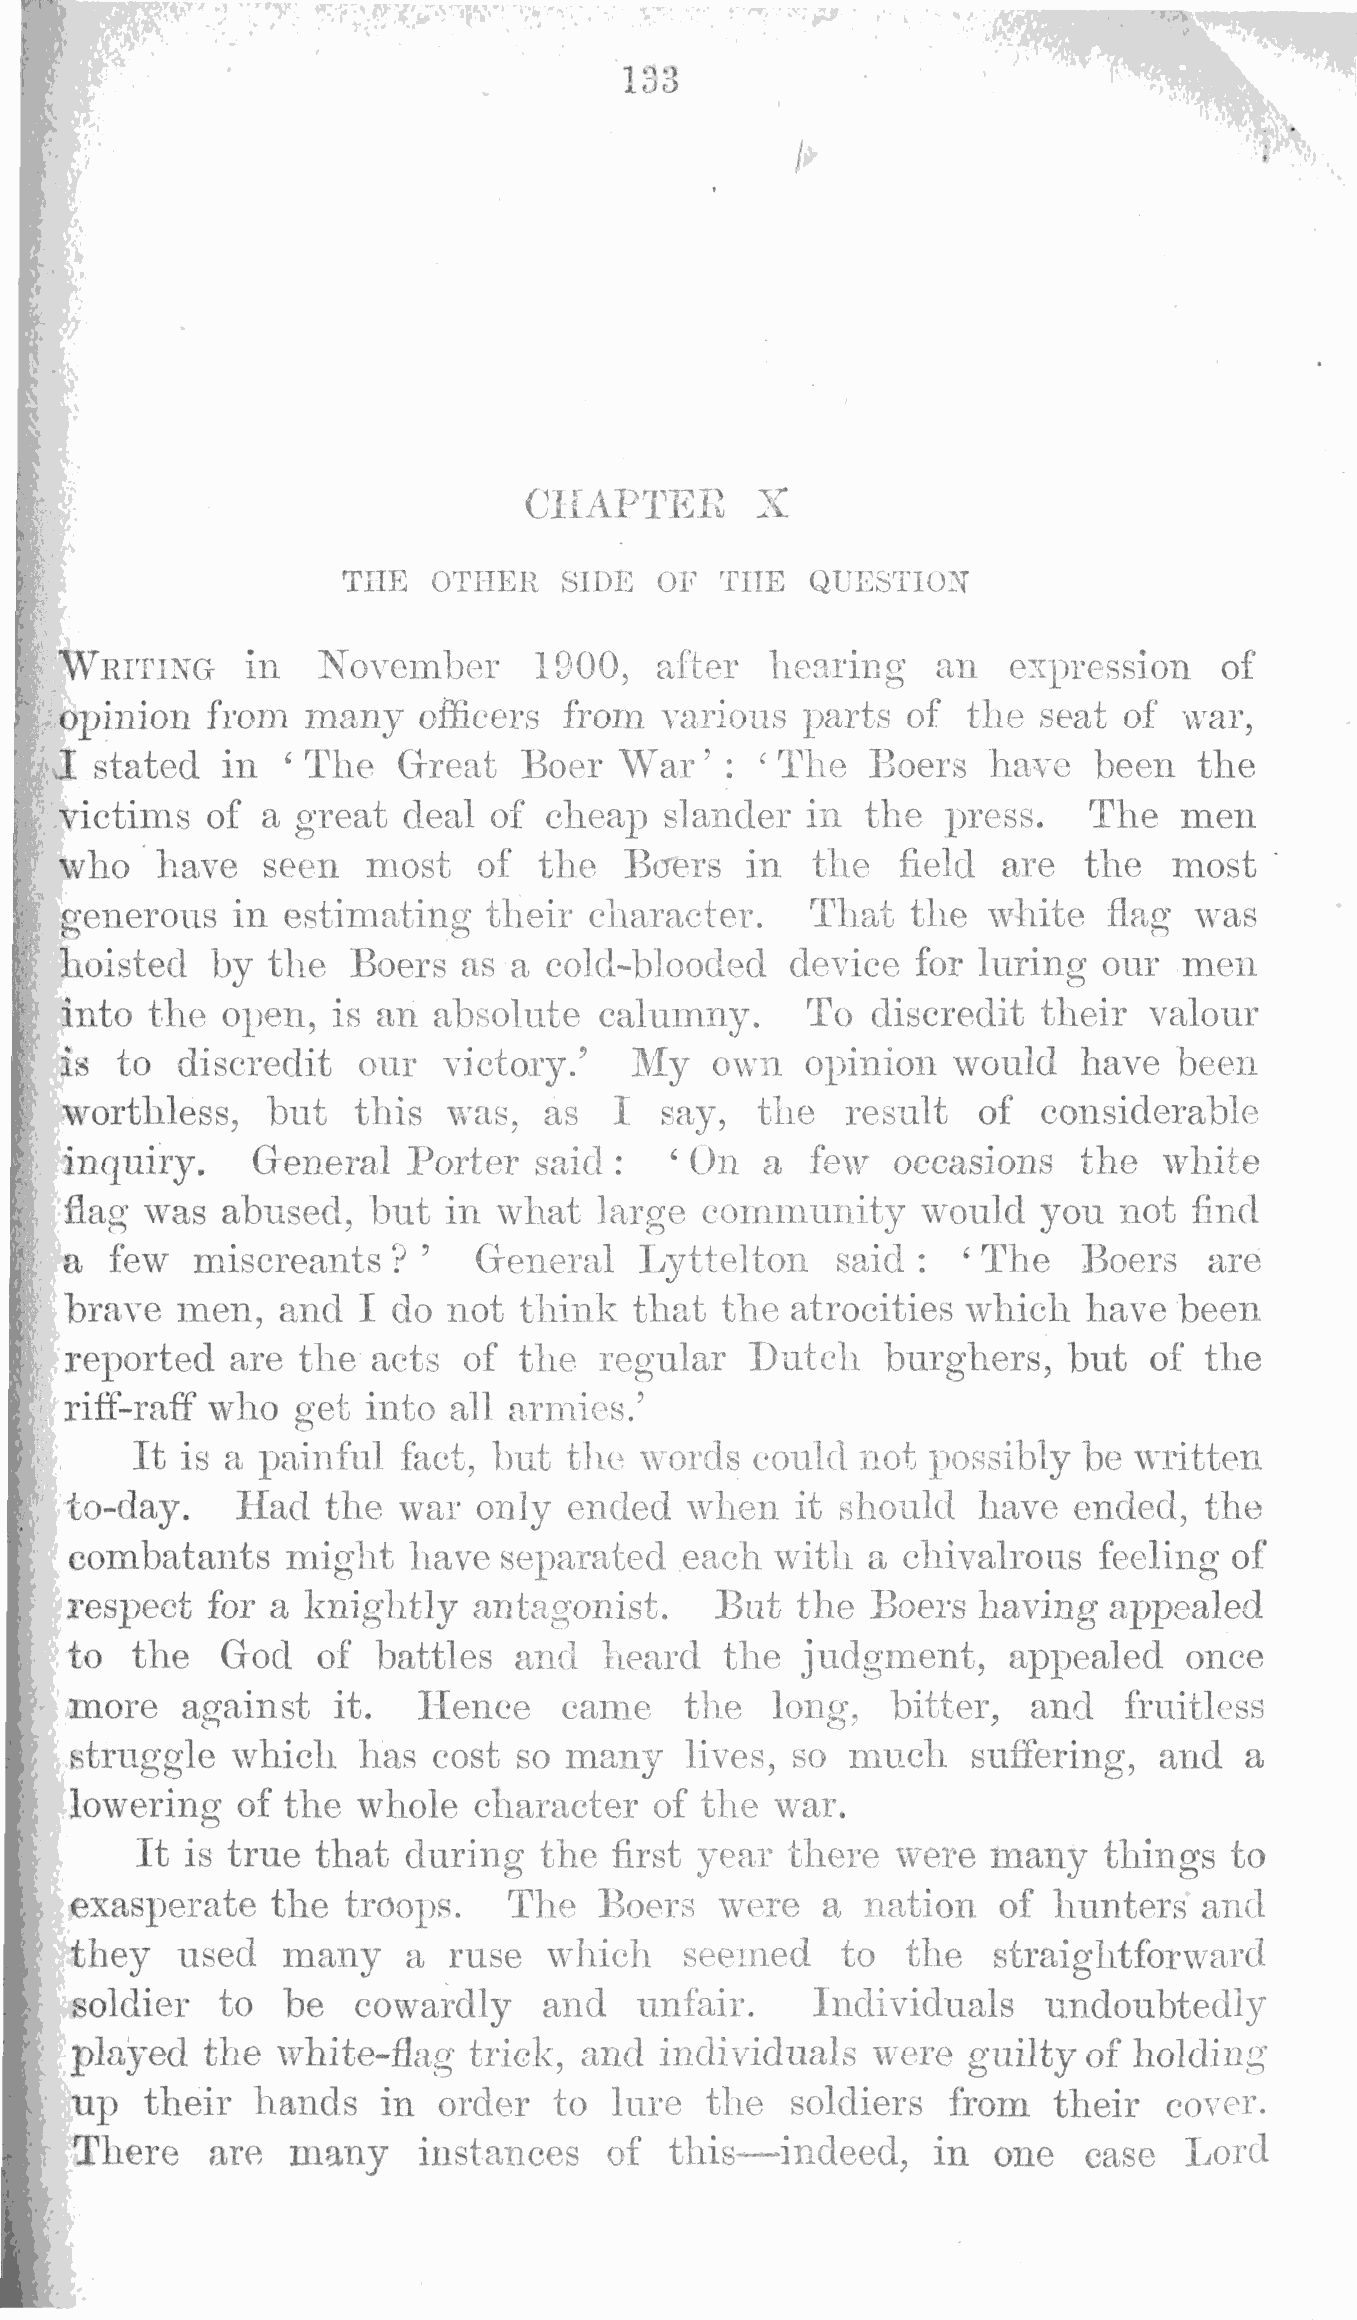 133
CHAPTER X
THE OTHER SIDE OF THE QUESTION
WRITING in November 1900, after hearing an expression of
opinion from many officers from various parts of the seat of war,
I stated in ‘The Great Boer War’: ‘The Boers have been the
victims of a great deal of cheap slander in the press. The men
who have seen most of the Boers in the field are the most
generous in estimating their character. That the white flag was
hoisted by the Boers as a cold-blooded device for luring our men
into the open, is an absolute calumny. To discredit their valour
is to discredit our victory.’ My own opinion would have been
worthless, but this was, as I say, the result of considerable
inquiry. General Porter said: ‘On a few occasions the white
flag was abused, but in what large community would you not find
a few miscreants?’ General Lyttelton said: ‘The Boers are
brave men, and I do not think that the atrocities which have been
reported are the acts of the regular Dutch burghers, but of the
riff-raff who get into all armies.’
It is a painful fact, but the words could not possibly be written
to-day. Had the war only ended when it should have ended, the
combatants might have separated each with a chivalrous feeling of
respect for a knightly antagonist. But the Boers having appealed
to the God of battles and heard the judgment, appealed once
more against it. Hence came the long, bitter, and fruitless
struggle which has cost so many lives, so much suffering, and a
lowering of the whole character of the war.
It is true that during the first year there were many things to
exasperate the troops. The Boers were a nation of hunters and
they used many a ruse which seemed to the straightforward
soldier to be cowardly and unfair. Individuals undoubtedly
played the white-flag trick, and individuals were guilty of holding
up their hands in order to lure the soldiers from their cover.
There are many instances of this—indeed, in one case Lord